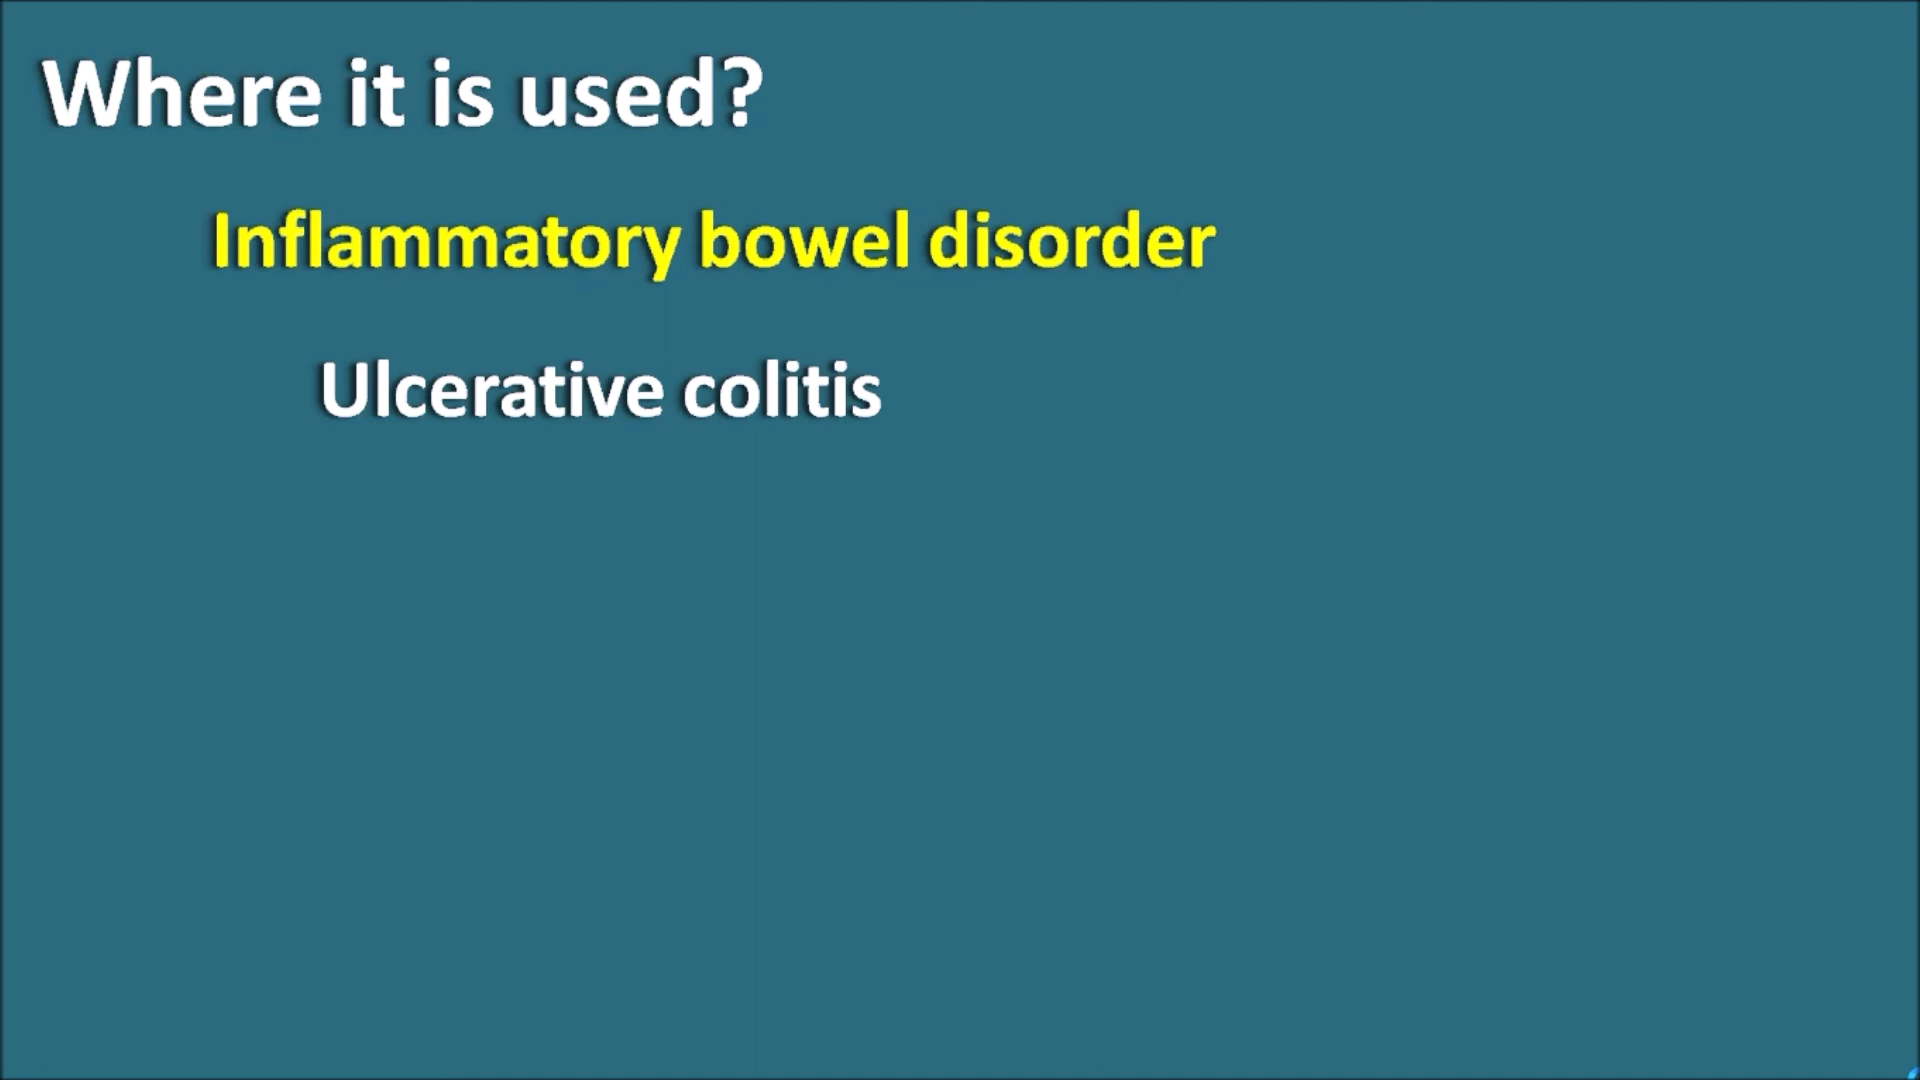 Where it is used?
Inflammatory bowel disorder
Ulcerative colitis